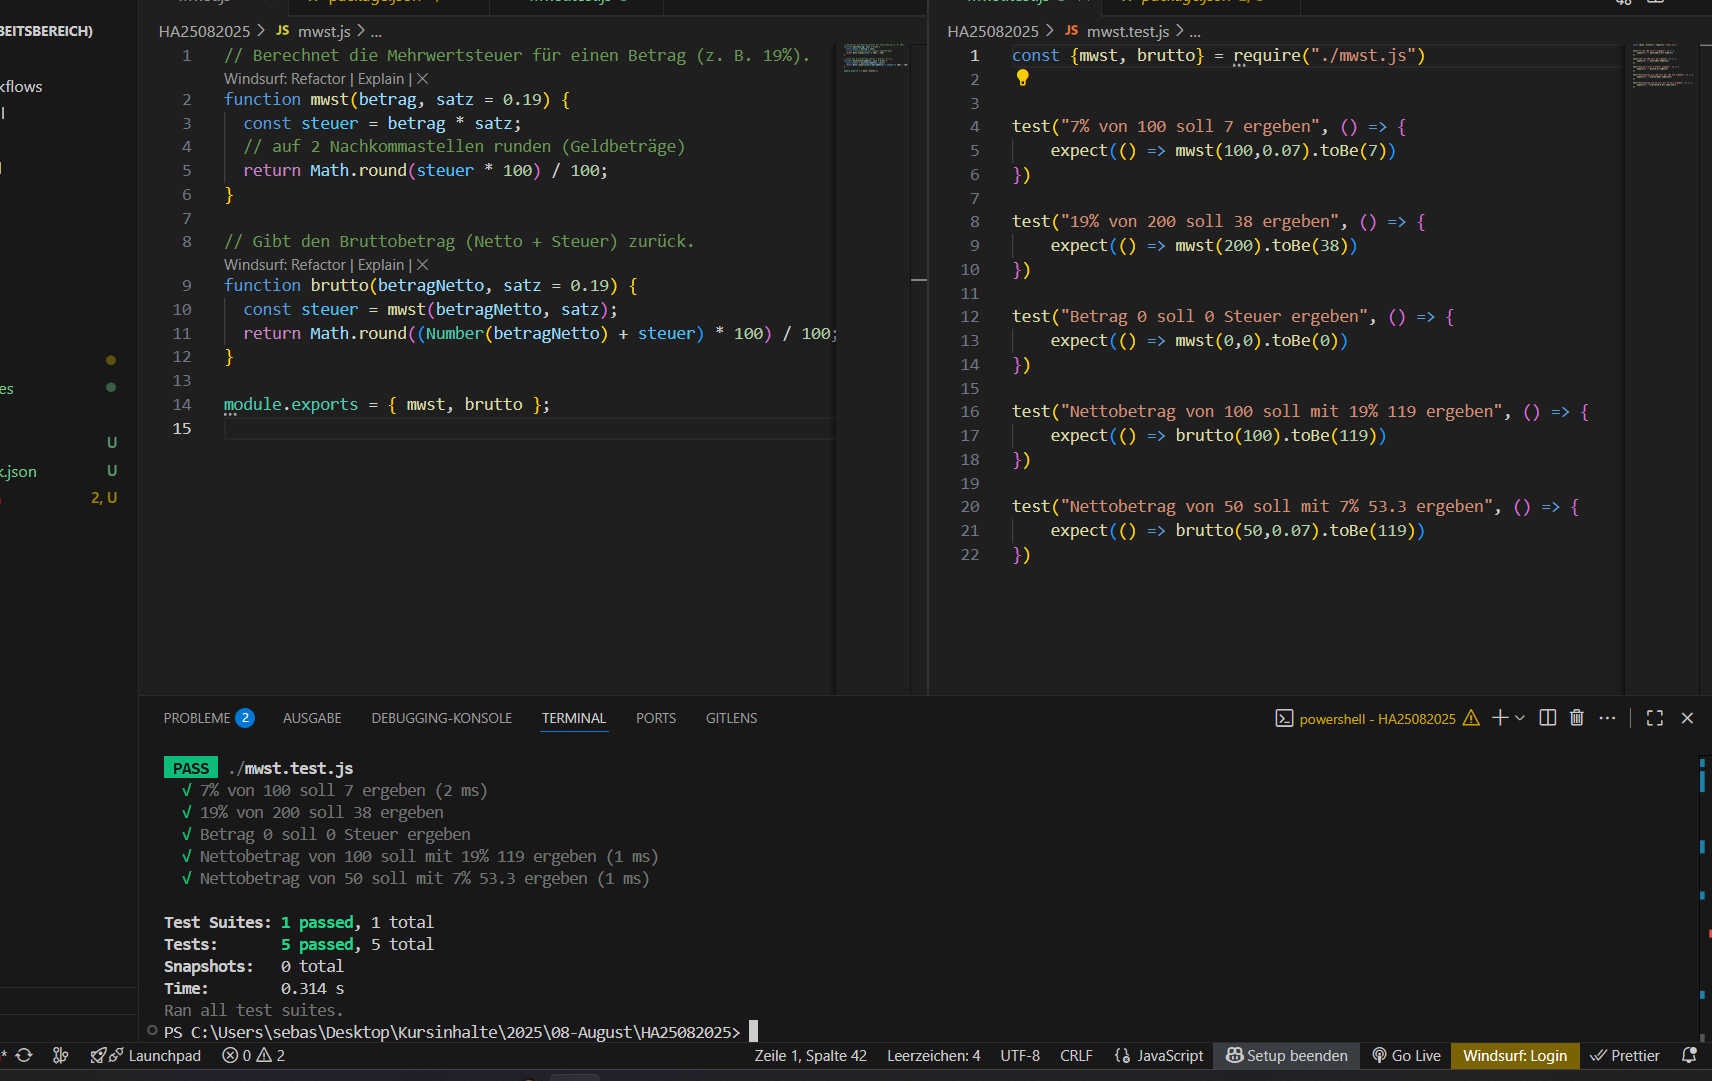 BEITSBEREICH)
kflows
es
U
k.json
U
2, U
HA25082025 > JS mwst.js > ...
1 // Berechnet die Mehrwertsteuer für einen Betrag (z. B. 19%).
Windsurf: Refactor | Explain | ×
2 function mwst(betrag, satz = 0.19) {
3 const steuer = betrag * satz;
4 // auf 2 Nachkommastellen runden (Geldbeträge)
5 return Math.round(steuer * 100) / 100;
6 }
7
8 // Gibt den Bruttobetrag (Netto + Steuer) zurück.
Windsurf: Refactor | Explain | ×
9 function brutto(betragNetto, satz = 0.19) {
10 const steuer = mwst(betragNetto, satz);
11 return Math.round((Number(betragNetto) + steuer) * 100) / 100;
12 }
13
14 module.exports = { mwst, brutto };
15
HA25082025 > JS mwst.test.js > ...
1 const {mwst, brutto} = require("./mwst.js")
2
3
4 test("7% von 100 soll 7 ergeben", () => {
5 expect(() => mwst(100,0.07).toBe(7))
6 })
7
8 test("19% von 200 soll 38 ergeben", () => {
9 expect(() => mwst(200).toBe(38))
10 })
11
12 test("Betrag 0 soll 0 Steuer ergeben", () => {
13 expect(() => mwst(0,0).toBe(0))
14 })
15
16 test("Nettobetrag von 100 soll mit 19% 119 ergeben", () => {
17 expect(() => brutto(100).toBe(119))
18 })
19
20 test("Nettobetrag von 50 soll mit 7% 53.3 ergeben", () => {
21 expect(() => brutto(50,0.07).toBe(119))
22 })
PROBLEME 2 AUSGABE DEBUGGING-KONSOLE TERMINAL PORTS GITLENS
powershell - HA25082025
PASS ./mwst.test.js
√ 7% von 100 soll 7 ergeben (2 ms)
√ 19% von 200 soll 38 ergeben
√ Betrag 0 soll 0 Steuer ergeben
√ Nettobetrag von 100 soll mit 19% 119 ergeben (1 ms)
√ Nettobetrag von 50 soll mit 7% 53.3 ergeben (1 ms)
Test Suites: 1 passed, 1 total
Tests: 5 passed, 5 total
Snapshots: 0 total
Time: 0.314 s
Ran all test suites.
PS C:\Users\sebas\Desktop\Kursinhalte\2025\08-August\HA25082025>
Launchpad 0 2 Zeile 1, Spalte 42 Leerzeichen: 4 UTF-8 CRLF JavaScript Setup beenden Go Live Windsurf: Login Prettier